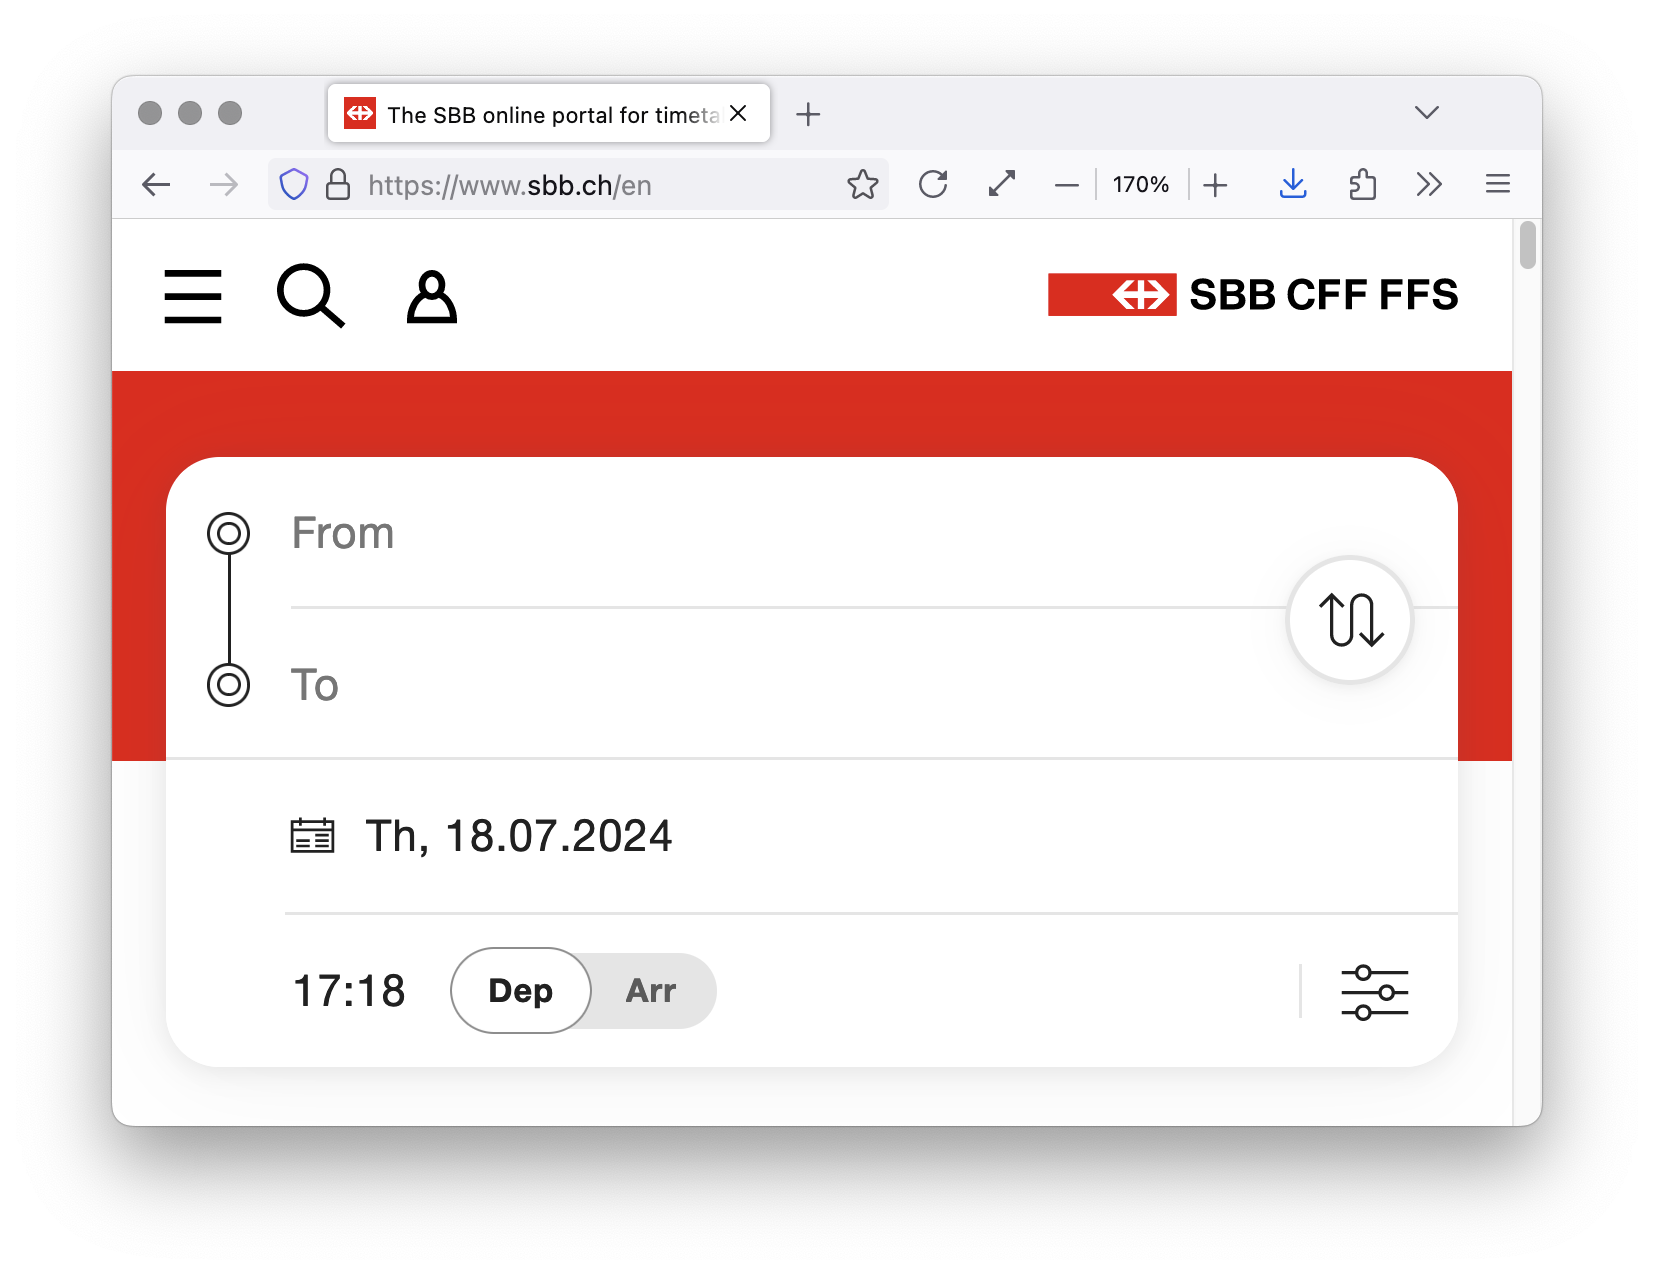 The SBB online portal for timeta
https://www.sbb.ch/en
170%
SBB CFF FFS
From
To
Th, 18.07.2024
17:18 Dep Arr